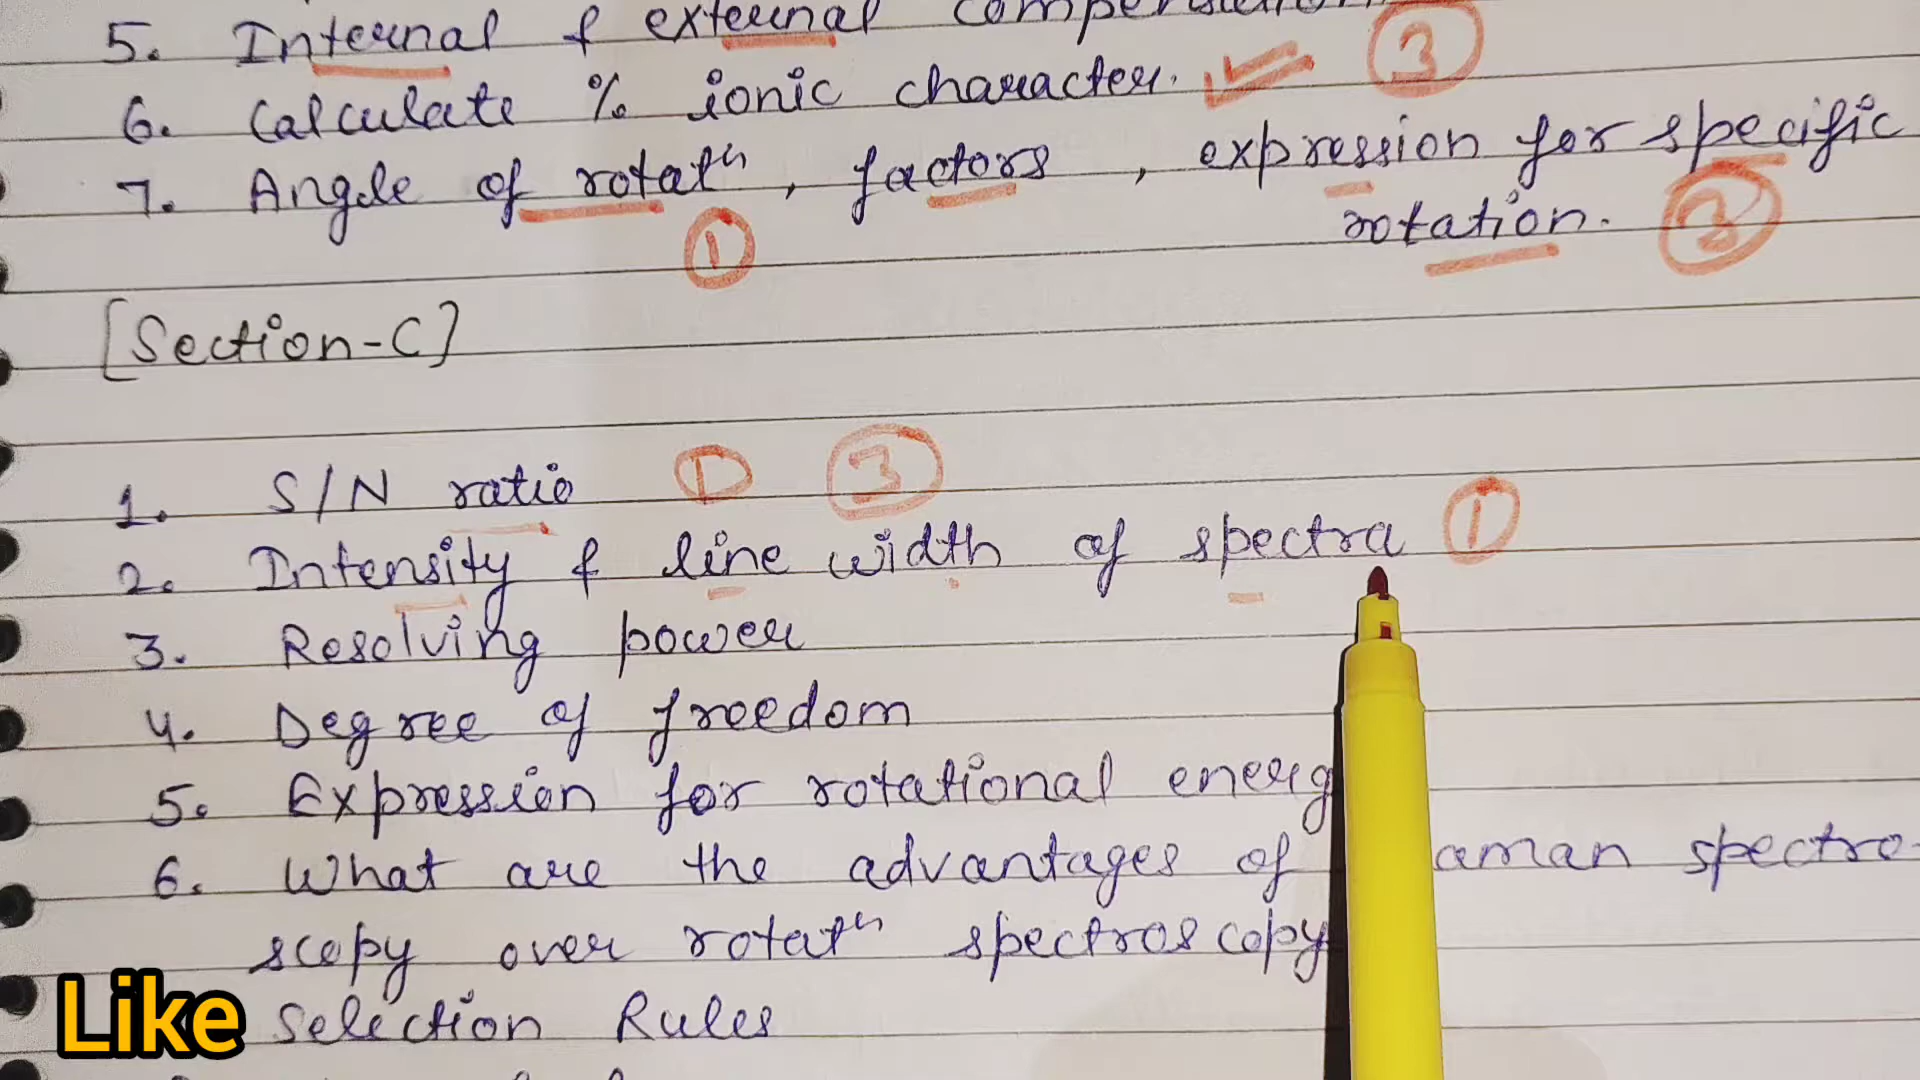 5. Internal & external compensation
6. Calculate % ionic character. ③
7. Angle of rotatⁿ, factors, expression for specific
rotation. ②
①
[Section-C]
1. S/N ratio ① ③
2. Intensity & line width of spectra ①
3. Resolving power
4. Degree of freedom
5. Expression for rotational energ
6. What are the advantages of aman spectro-
scopy over rotatⁿ spectroscopy
Selection Rules
Like